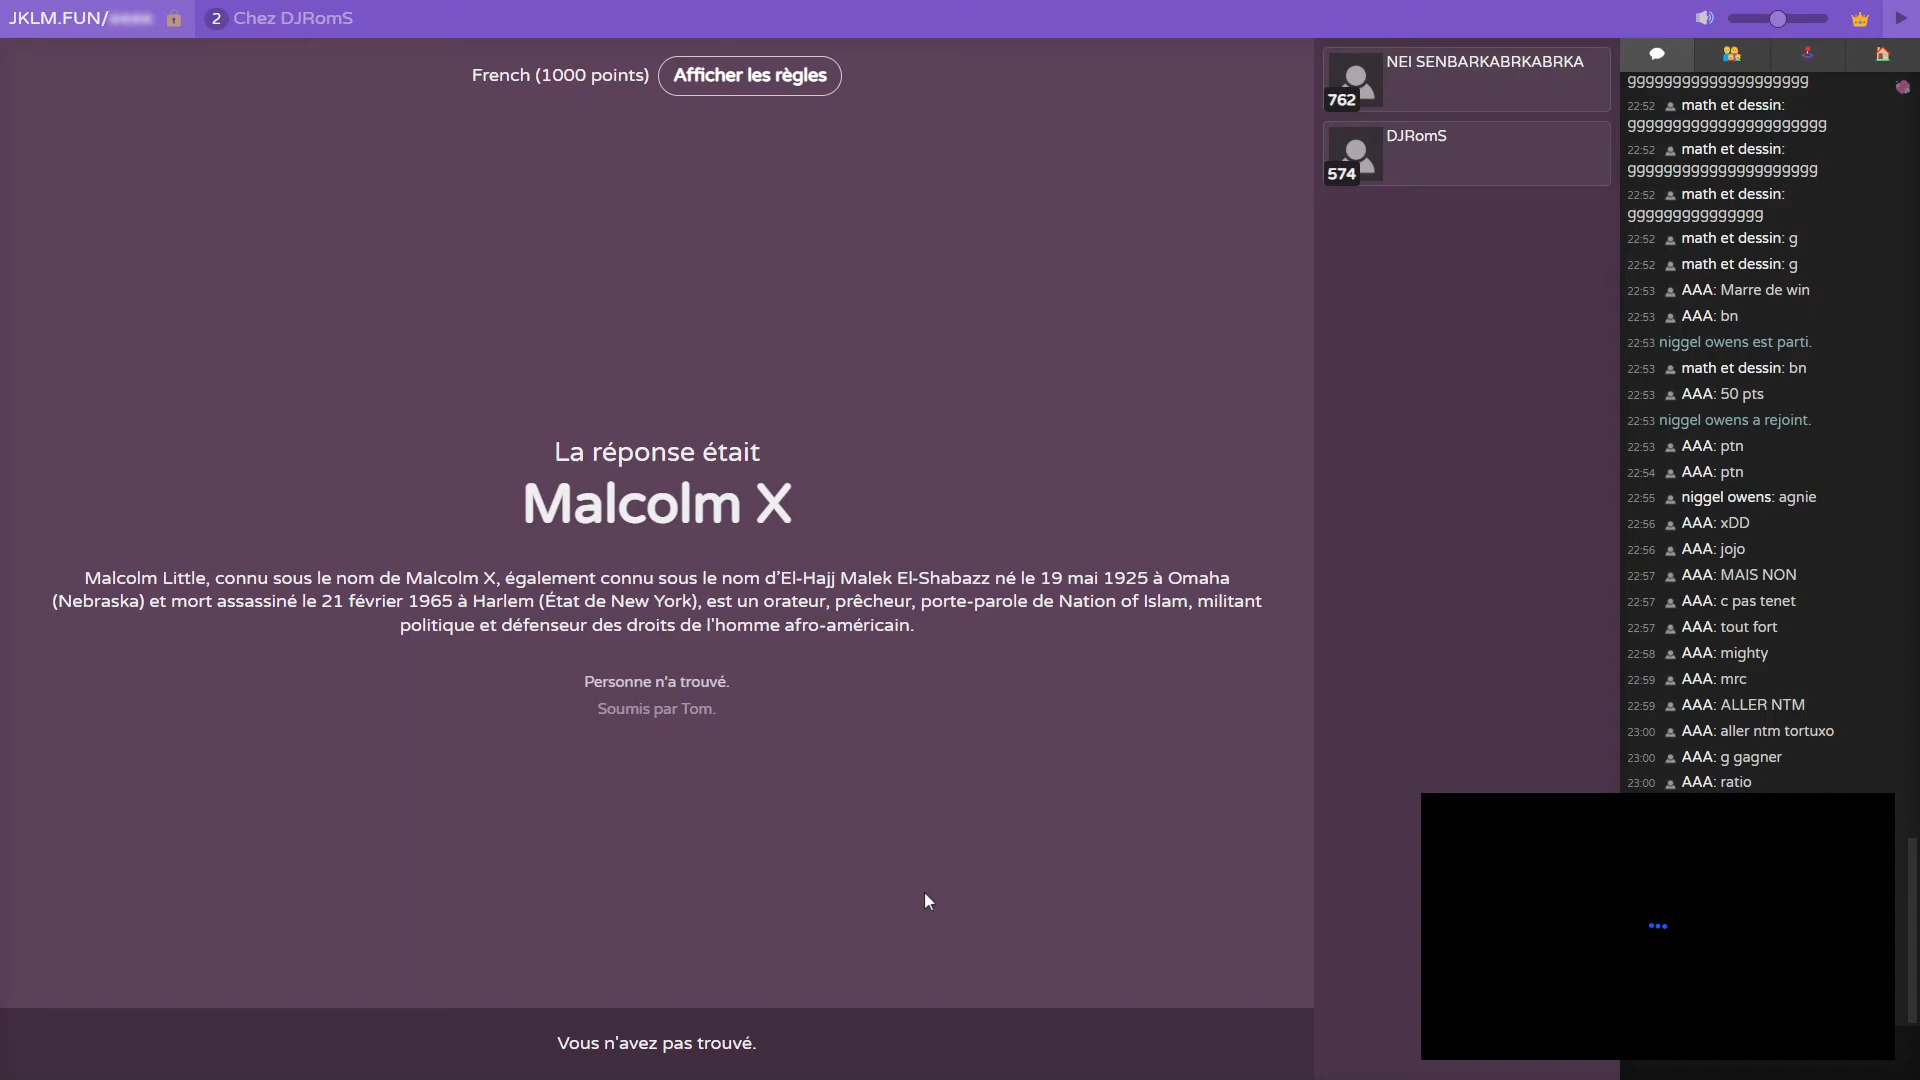 JKLM.FUN/
2 Chez DJRomS
French (1000 points) Afficher les règles
La réponse était
Malcolm X
Malcolm Little, connu sous le nom de Malcolm X, également connu sous le nom d’El-Hajj Malek El-Shabazz né le 19 mai 1925 à Omaha
(Nebraska) et mort assassiné le 21 février 1965 à Harlem (État de New York), est un orateur, prêcheur, porte-parole de Nation of Islam, militant
politique et défenseur des droits de l'homme afro-américain.
Personne n'a trouvé.
Soumis par Tom.
Vous n'avez pas trouvé.
NEI SENBARKABRKABRKA
762
DJRomS
574
gggggggggggggggggggg
22:52 math et dessin:
gggggggggggggggggggggg
22:52 math et dessin:
ggggggggggggggggggggg
22:52 math et dessin:
ggggggggggggggg
22:52 math et dessin: g
22:52 math et dessin: g
22:53 AAA: Marre de win
22:53 AAA: bn
22:53 niggel owens est parti.
22:53 math et dessin: bn
22:53 AAA: 50 pts
22:53 niggel owens a rejoint.
22:53 AAA: ptn
22:54 AAA: ptn
22:55 niggel owens: agnie
22:56 AAA: xDD
22:56 AAA: jojo
22:57 AAA: MAIS NON
22:57 AAA: c pas tenet
22:57 AAA: tout fort
22:58 AAA: mighty
22:59 AAA: mrc
22:59 AAA: ALLER NTM
23:00 AAA: aller ntm tortuxo
23:00 AAA: g gagner
23:00 AAA: ratio